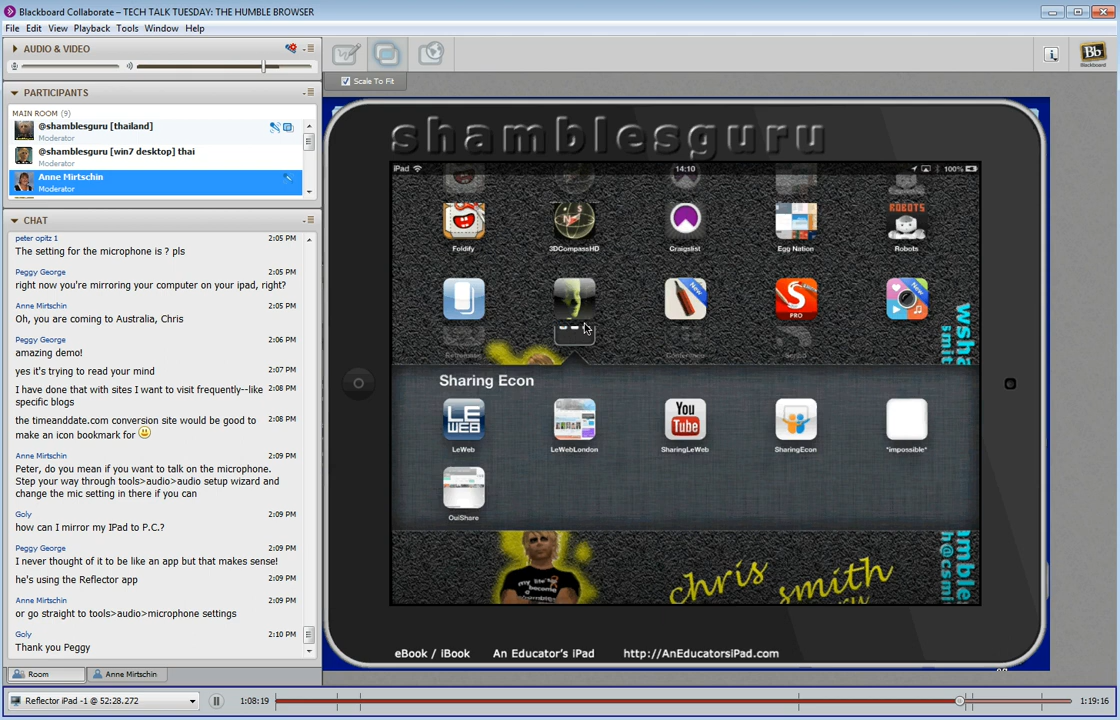 Blackboard Collaborate – TECH TALK TUESDAY: THE HUMBLE BROWSER
File Edit View Playback Tools Window Help
AUDIO & VIDEO
PARTICIPANTS
MAIN ROOM (9)
@shamblesguru [thailand]
Moderator
@shamblesguru [win7 desktop] thai
Moderator
Anne Mirtschin
Moderator
CHAT
peter opitz 1 2:05 PM
The setting for the microphone is ? pls
Peggy George 2:05 PM
right now you're mirroring your computer on your ipad, right?
Anne Mirtschin 2:05 PM
Oh, you are coming to Australia, Chris
Peggy George 2:06 PM
amazing demo!
yes it's trying to read your mind 2:07 PM
I have done that with sites I want to visit frequently--like 2:08 PM
specific blogs
the timeanddate.com conversion site would be good to 2:08 PM
make an icon bookmark for
Anne Mirtschin 2:09 PM
Peter, do you mean if you want to talk on the microphone.
Step your way through tools>audio>audio setup wizard and
change the mic setting in there if you can
Goly 2:09 PM
how can I mirror my IPad to P.C.?
Peggy George 2:09 PM
I never thought of it to be like an app but that makes sense!
he's using the Reflector app 2:09 PM
Anne Mirtschin 2:09 PM
or go straight to tools>audio>microphone settings
Goly 2:10 PM
Thank you Peggy
Room Anne Mirtschin
Reflector iPad -1 @ 52:28.272
1:08:19
1:19:16
Scale To Fit
Bb
Blackboard
shamblesguru
iPad 14:10 100%
ROBOTS
Foldify 3DCompassHD Craigslist Egg Nation Robots
New PRO New
Sharing Econ
LE WEB
You Tube
LeWeb LeWebLondon SharingLeWeb SharingEcon *impossible*
OuiShare
my life's
become a
chris smith
eBook / iBook An Educator's iPad http://AnEducatorsiPad.com